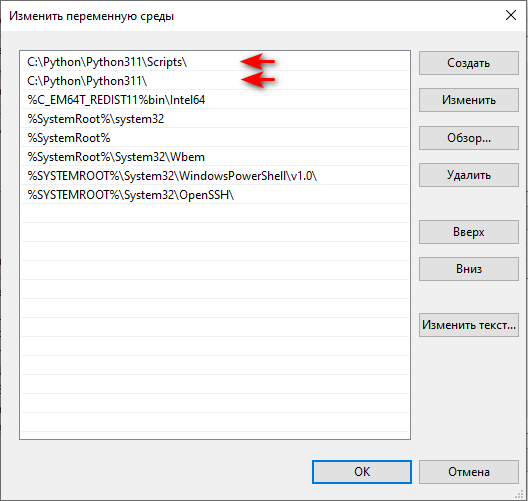 Изменить переменную среды
C:\Python\Python311\Scripts\
C:\Python\Python311\
%C_EM64T_REDIST11%bin\Intel64
%SystemRoot%\system32
%SystemRoot%
%SystemRoot%\System32\Wbem
%SYSTEMROOT%\System32\WindowsPowerShell\v1.0\
%SYSTEMROOT%\System32\OpenSSH\
Создать
Изменить
Обзор...
Удалить
Вверх
Вниз
Изменить текст...
ОК
Отмена